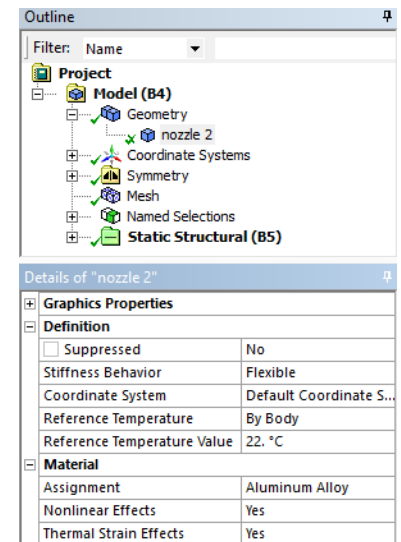 Outline
Filter: Name
Project
Model (B4)
Geometry
nozzle 2
Coordinate Systems
Symmetry
Mesh
Named Selections
Static Structural (B5)
Details of "nozzle 2"
Graphics Properties
Definition
Suppressed No
Stiffness Behavior Flexible
Coordinate System Default Coordinate S...
Reference Temperature By Body
Reference Temperature Value 22. °C
Material
Assignment Aluminum Alloy
Nonlinear Effects Yes
Thermal Strain Effects Yes